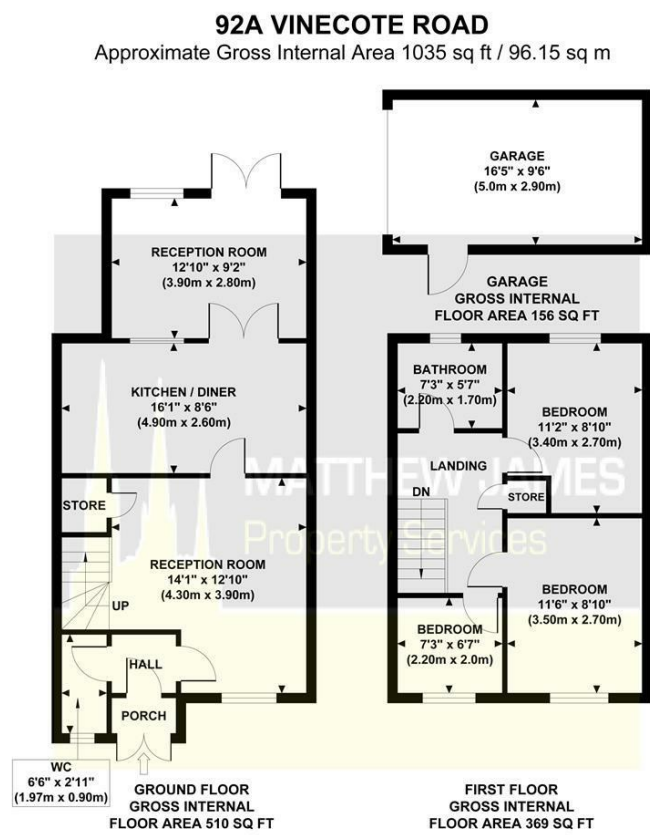 92A VINECOTE ROAD
Approximate Gross Internal Area 1035 sq ft / 96.15 sq m
GARAGE
16'5" x 9'6"
(5.0m x 2.90m)
RECEPTION ROOM
12'10" x 9'2"
(3.90m x 2.80m)
GARAGE
GROSS INTERNAL
FLOOR AREA 156 SQ FT
KITCHEN / DINER
16'1" x 8'6"
(4.90m x 2.60m)
BATHROOM
7'3" x 5'7"
(2.20m x 1.70m)
BEDROOM
11'2" x 8'10"
(3.40m x 2.70m)
LANDING
DN
STORE
STORE
MATTHEW JAMES
Property Services
RECEPTION ROOM
14'1" x 12'10"
(4.30m x 3.90m)
UP
BEDROOM
11'6" x 8'10"
(3.50m x 2.70m)
BEDROOM
7'3" x 6'7"
(2.20m x 2.0m)
HALL
PORCH
WC
6'6" x 2'11"
(1.97m x 0.90m)
GROUND FLOOR
GROSS INTERNAL
FLOOR AREA 510 SQ FT
FIRST FLOOR
GROSS INTERNAL
FLOOR AREA 369 SQ FT